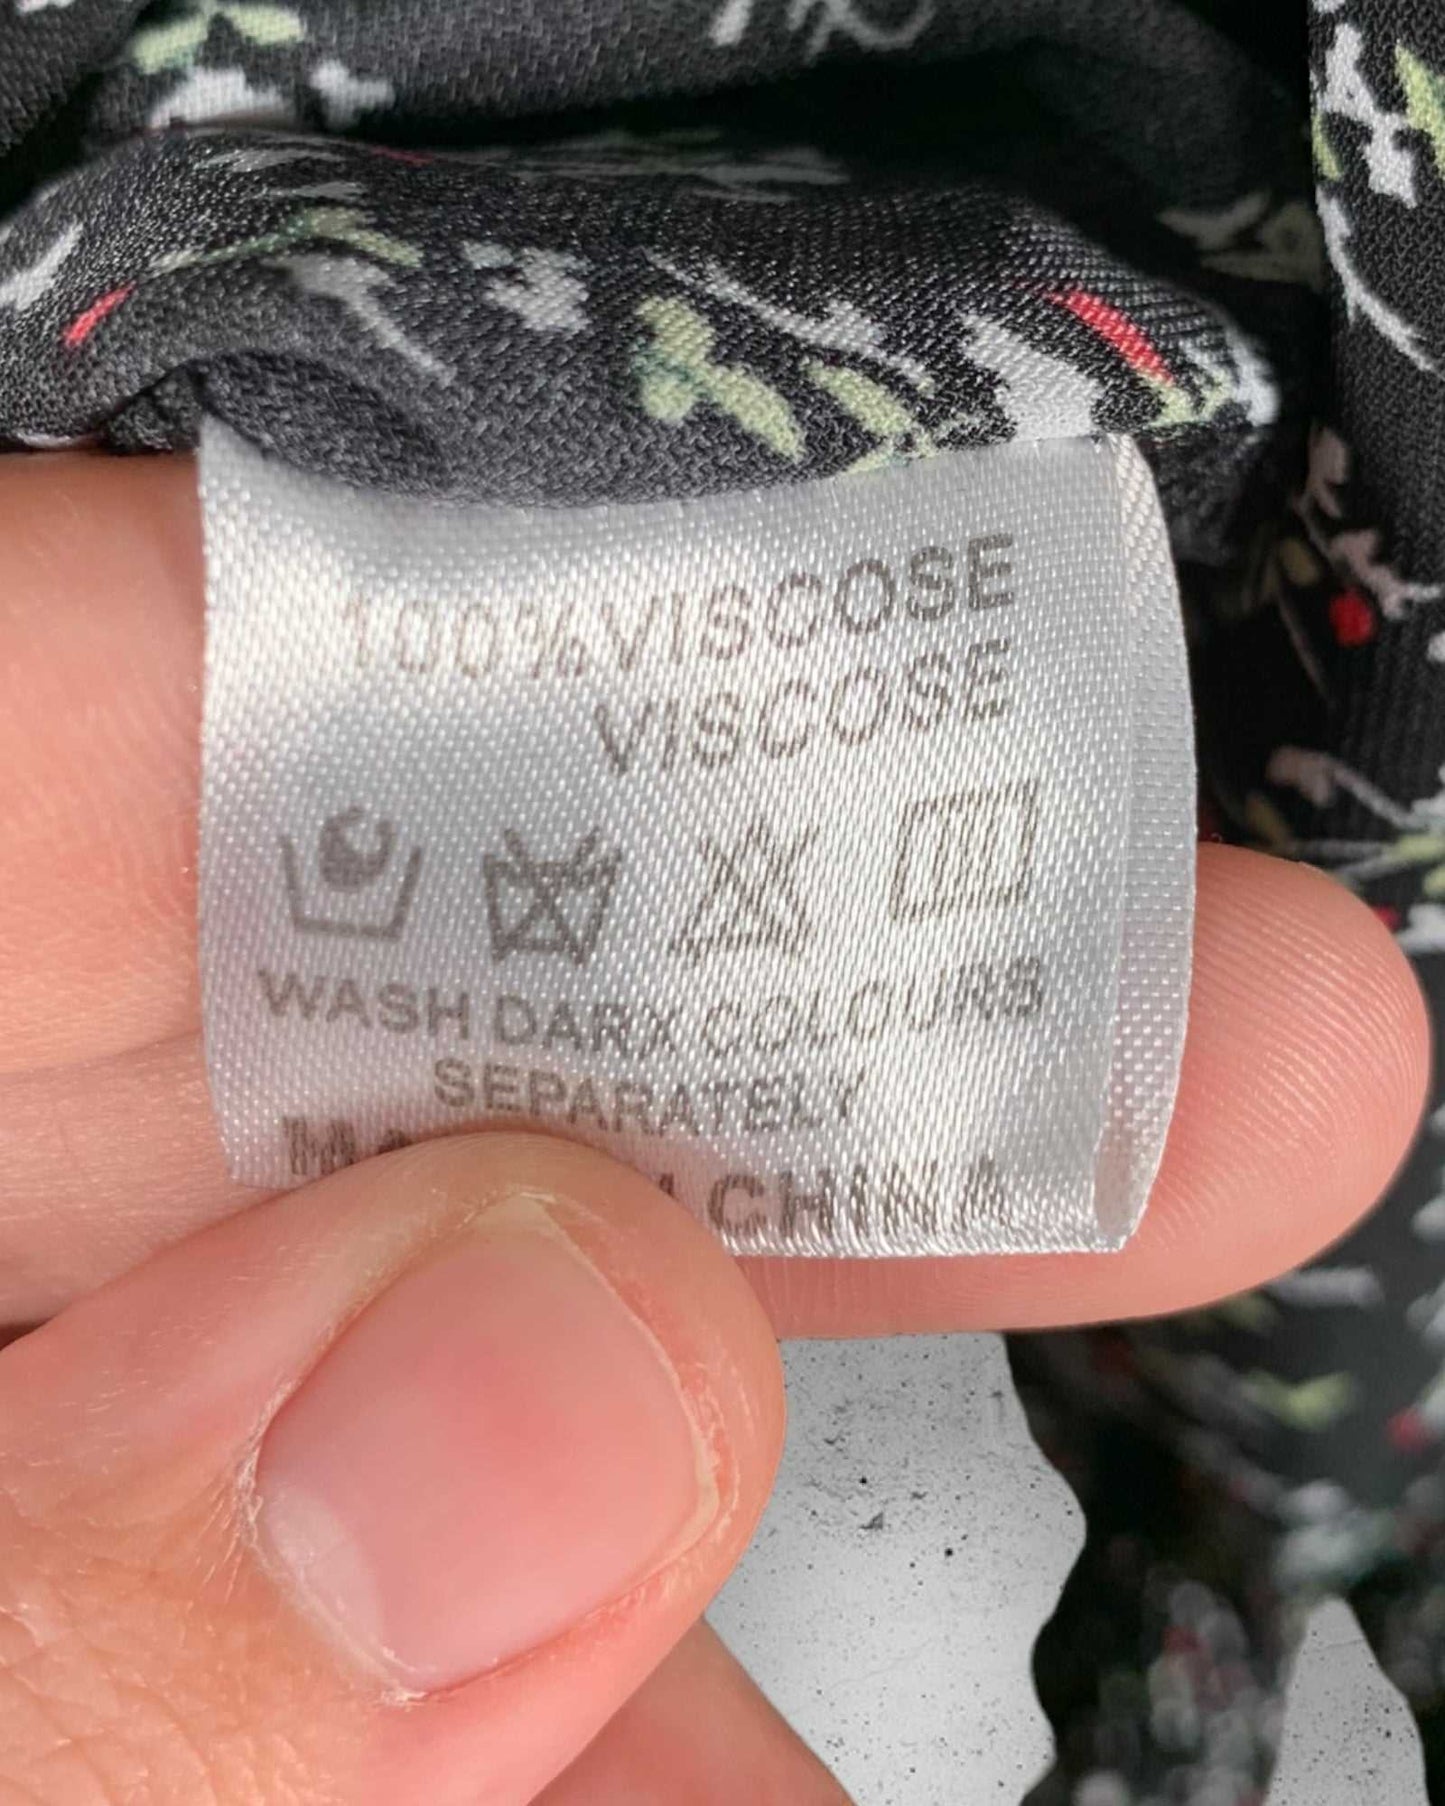 100%VISCOSE
VISCOSE
WASH DARK COLOURS
SEPARATELY
CHINA